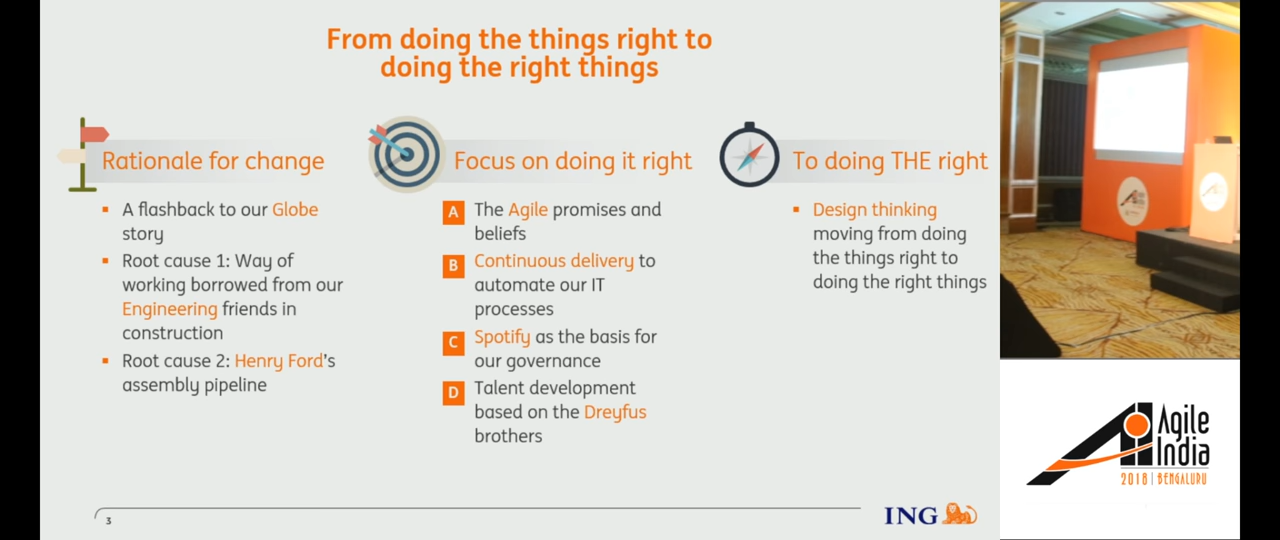 From doing the things right to
doing the right things
Rationale for change
A flashback to our Globe
story
Root cause 1: Way of
working borrowed from our
Engineering friends in
construction
Root cause 2: Henry Ford's
assembly pipeline
Focus on doing it right
A The Agile promises and
beliefs
B Continuous delivery to
automate our IT
processes
C Spotify as the basis for
our governance
D Talent development
based on the Dreyfus
brothers
To doing THE right
Design thinking
moving from doing
the things right to
doing the right things
3
ING
Agile
India
2018 | BENGALURU